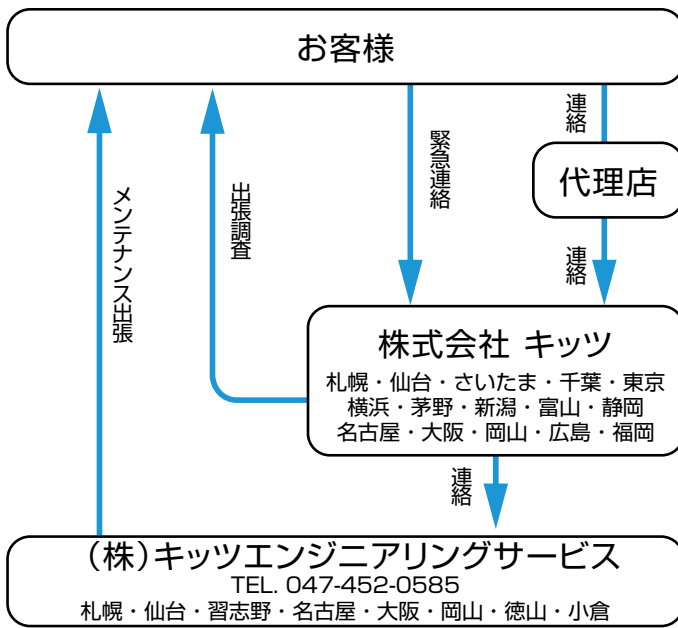 お客様
連絡
緊急連絡
代理店
出張調査
メンテナンス出張
連絡
株式会社 キッツ
札幌・仙台・さいたま・千葉・東京
横浜・茅野・新潟・富山・静岡
名古屋・大阪・岡山・広島・福岡
連絡
(株)キッツエンジニアリングサービス
TEL. 047-452-0585
札幌・仙台・習志野・名古屋・大阪・岡山・徳山・小倉